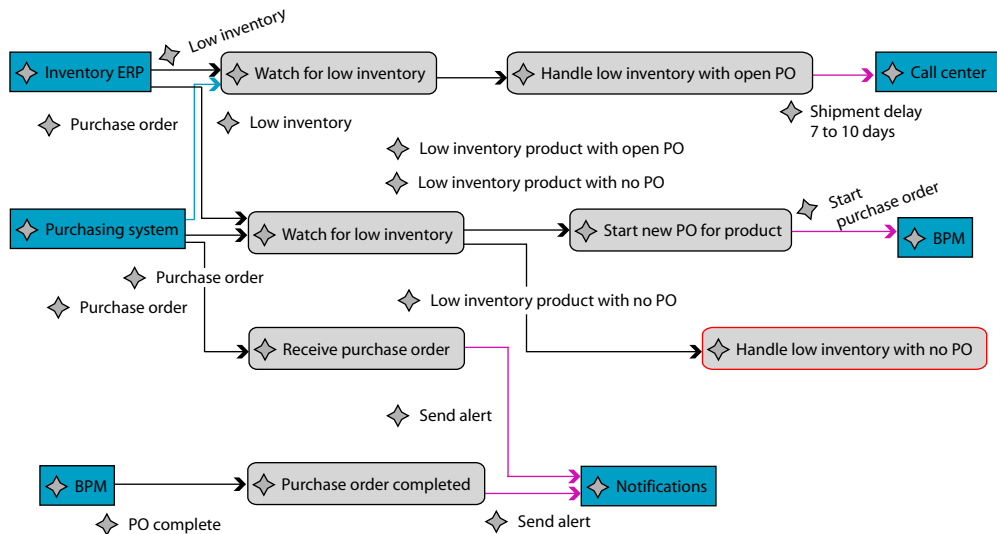 Low inventory
Inventory ERP
Watch for low inventory
Handle low inventory with open PO
Call center
Purchase order
Low inventory
Shipment delay
7 to 10 days
Low inventory product with open PO
Low inventory product with no PO
Start
purchase order
Purchasing system
Watch for low inventory
Start new PO for product
BPM
Purchase order
Purchase order
Low inventory product with no PO
Receive purchase order
Handle low inventory with no PO
Send alert
BPM
Purchase order completed
Notifications
PO complete
Send alert